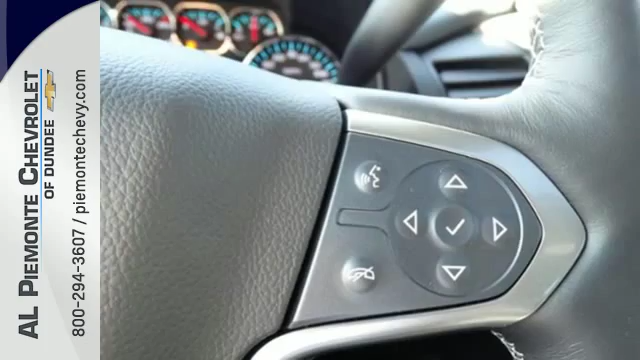 AL PIEMONTE CHEVROLET
OF DUNDEE
800-294-3607 / piemontechevy.com